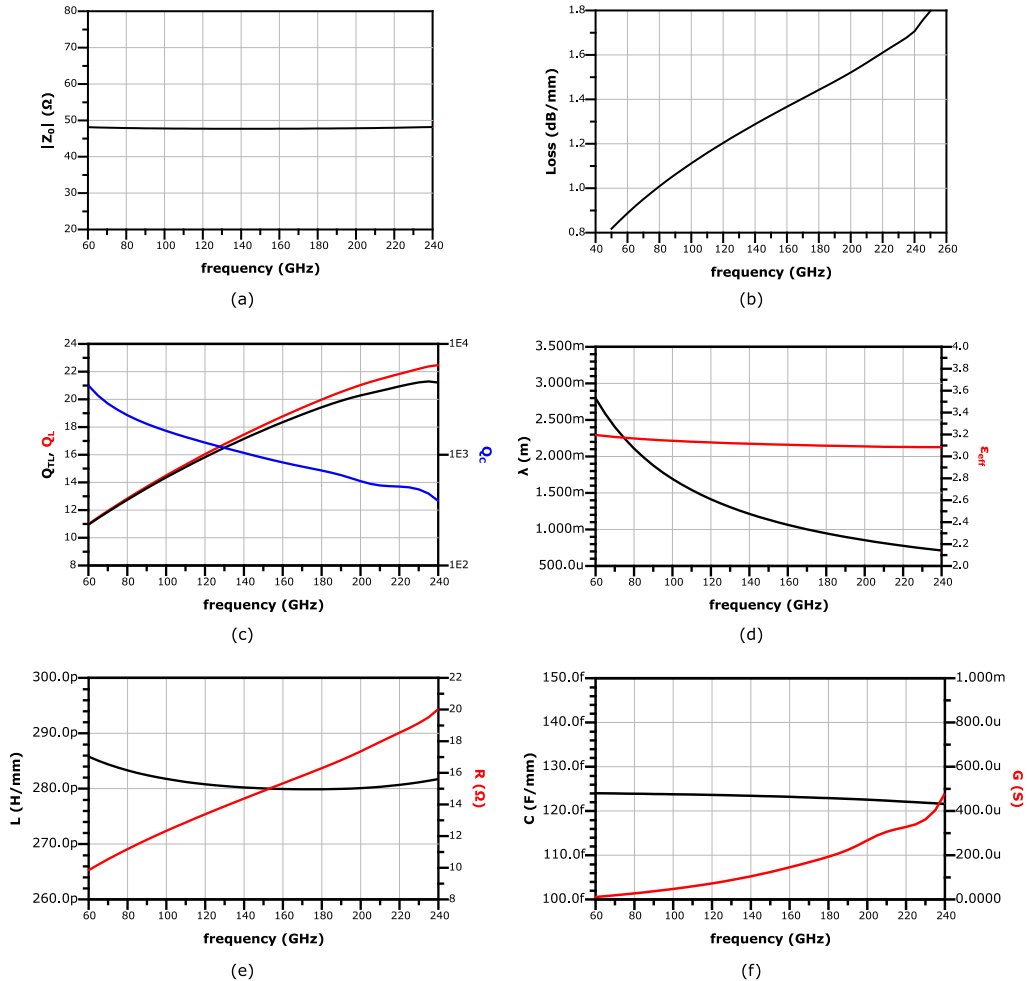 80
70
60
50
40
30
20
|Z₀| (Ω)
60 80 100 120 140 160 180 200 220 240
frequency (GHz)
(a)
1.8
1.6
1.4
1.2
1.0
0.8
Loss (dB/mm)
40 60 80 100 120 140 160 180 200 220 240 260
frequency (GHz)
(b)
24
22
20
18
16
14
12
10
8
Q_TL, Q_L
1E4
1E3
1E2
Q_C
60 80 100 120 140 160 180 200 220 240
frequency (GHz)
(c)
3.500m
3.000m
2.500m
2.000m
1.500m
1.000m
500.0u
λ (m)
4.0
3.8
3.6
3.4
3.2
3.0
2.8
2.6
2.4
2.2
2.0
ε_eff
60 80 100 120 140 160 180 200 220 240
frequency (GHz)
(d)
300.0p
290.0p
280.0p
270.0p
260.0p
L (H/mm)
22
20
18
16
14
12
10
8
R (Ω)
60 80 100 120 140 160 180 200 220 240
frequency (GHz)
(e)
150.0f
140.0f
130.0f
120.0f
110.0f
100.0f
C (F/mm)
1.000m
800.0u
600.0u
400.0u
200.0u
0.0000
G (S)
60 80 100 120 140 160 180 200 220 240
frequency (GHz)
(f)